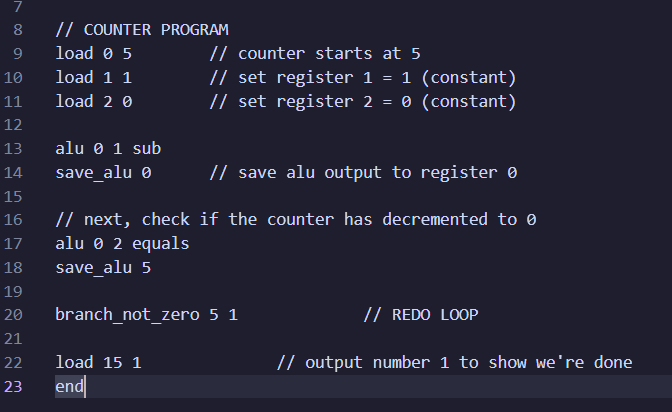 7
8 // COUNTER PROGRAM
9 load 0 5 // counter starts at 5
10 load 1 1 // set register 1 = 1 (constant)
11 load 2 0 // set register 2 = 0 (constant)
12
13 alu 0 1 sub
14 save_alu 0 // save alu output to register 0
15
16 // next, check if the counter has decremented to 0
17 alu 0 2 equals
18 save_alu 5
19
20 branch_not_zero 5 1 // REDO LOOP
21
22 load 15 1 // output number 1 to show we're done
23 end